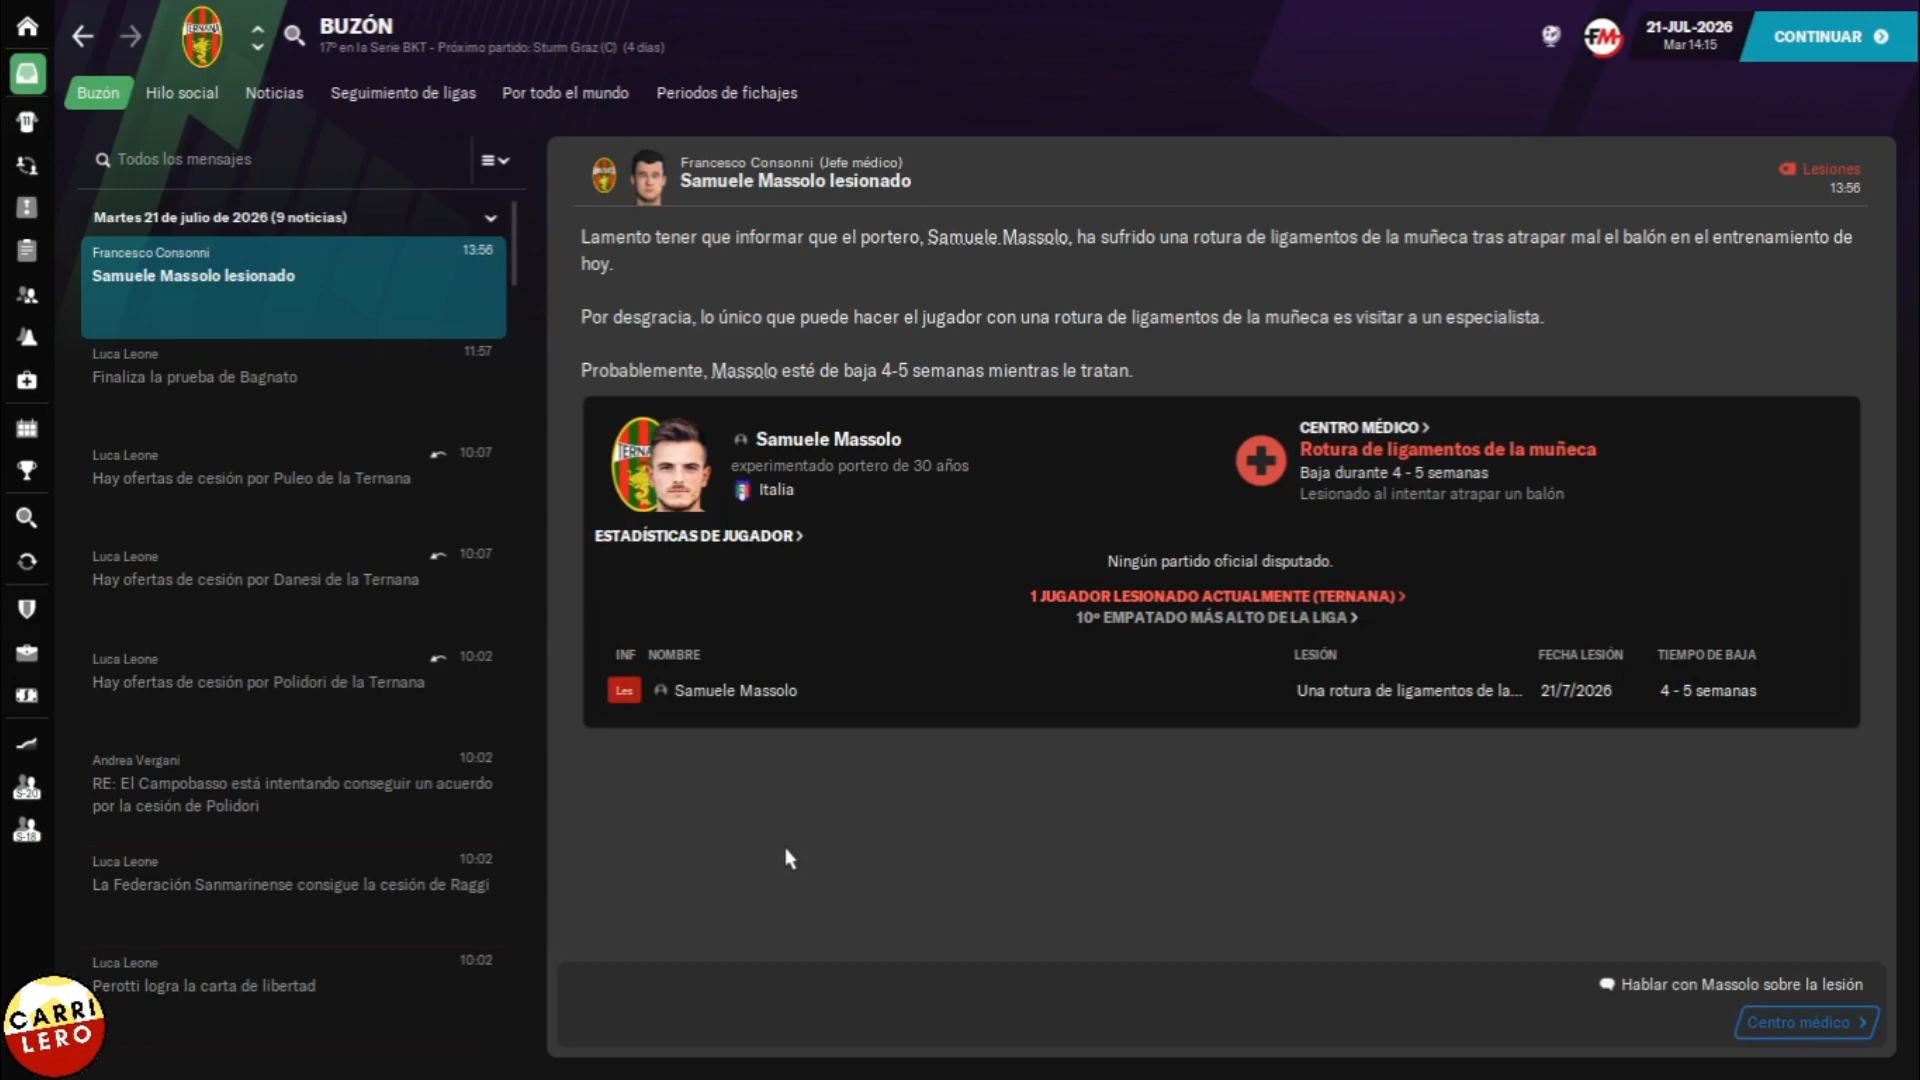 BUZÓN
17º en la Serie BKT - Próximo partido: Sturm Graz (C) (4 días)
FM
21-JUL-2026
Mar 14:15
CONTINUAR
Buzón
Hilo social
Noticias
Seguimiento de ligas
Por todo el mundo
Periodos de fichajes
Todos los mensajes
Martes 21 de julio de 2026 (9 noticias)
Francesco Consonni
13:56
Samuele Massolo lesionado
Luca Leone
11:57
Finaliza la prueba de Bagnato
Luca Leone
10:07
Hay ofertas de cesión por Puleo de la Ternana
Luca Leone
10:07
Hay ofertas de cesión por Danesi de la Ternana
Luca Leone
10:02
Hay ofertas de cesión por Polidori de la Ternana
Andrea Vergani
10:02
RE: El Campobasso está intentando conseguir un acuerdo
por la cesión de Polidori
Luca Leone
10:02
La Federación Sanmarinense consigue la cesión de Raggi
Luca Leone
10:02
Perotti logra la carta de libertad
S-20
S-18
CARRI
LERO
Francesco Consonni (Jefe médico)
Samuele Massolo lesionado
Lesiones
13:56
Lamento tener que informar que el portero, Samuele Massolo, ha sufrido una rotura de ligamentos de la muñeca tras atrapar mal el balón en el entrenamiento de
hoy.
Por desgracia, lo único que puede hacer el jugador con una rotura de ligamentos de la muñeca es visitar a un especialista.
Probablemente, Massolo esté de baja 4-5 semanas mientras le tratan.
Samuele Massolo
experimentado portero de 30 años
Italia
CENTRO MÉDICO >
Rotura de ligamentos de la muñeca
Baja durante 4 - 5 semanas
Lesionado al intentar atrapar un balón
ESTADÍSTICAS DE JUGADOR >
Ningún partido oficial disputado.
1 JUGADOR LESIONADO ACTUALMENTE (TERNANA) >
10º EMPATADO MÁS ALTO DE LA LIGA >
INF NOMBRE LESIÓN FECHA LESIÓN TIEMPO DE BAJA
Les Samuele Massolo Una rotura de ligamentos de la... 21/7/2026 4 - 5 semanas
Hablar con Massolo sobre la lesión
Centro médico >